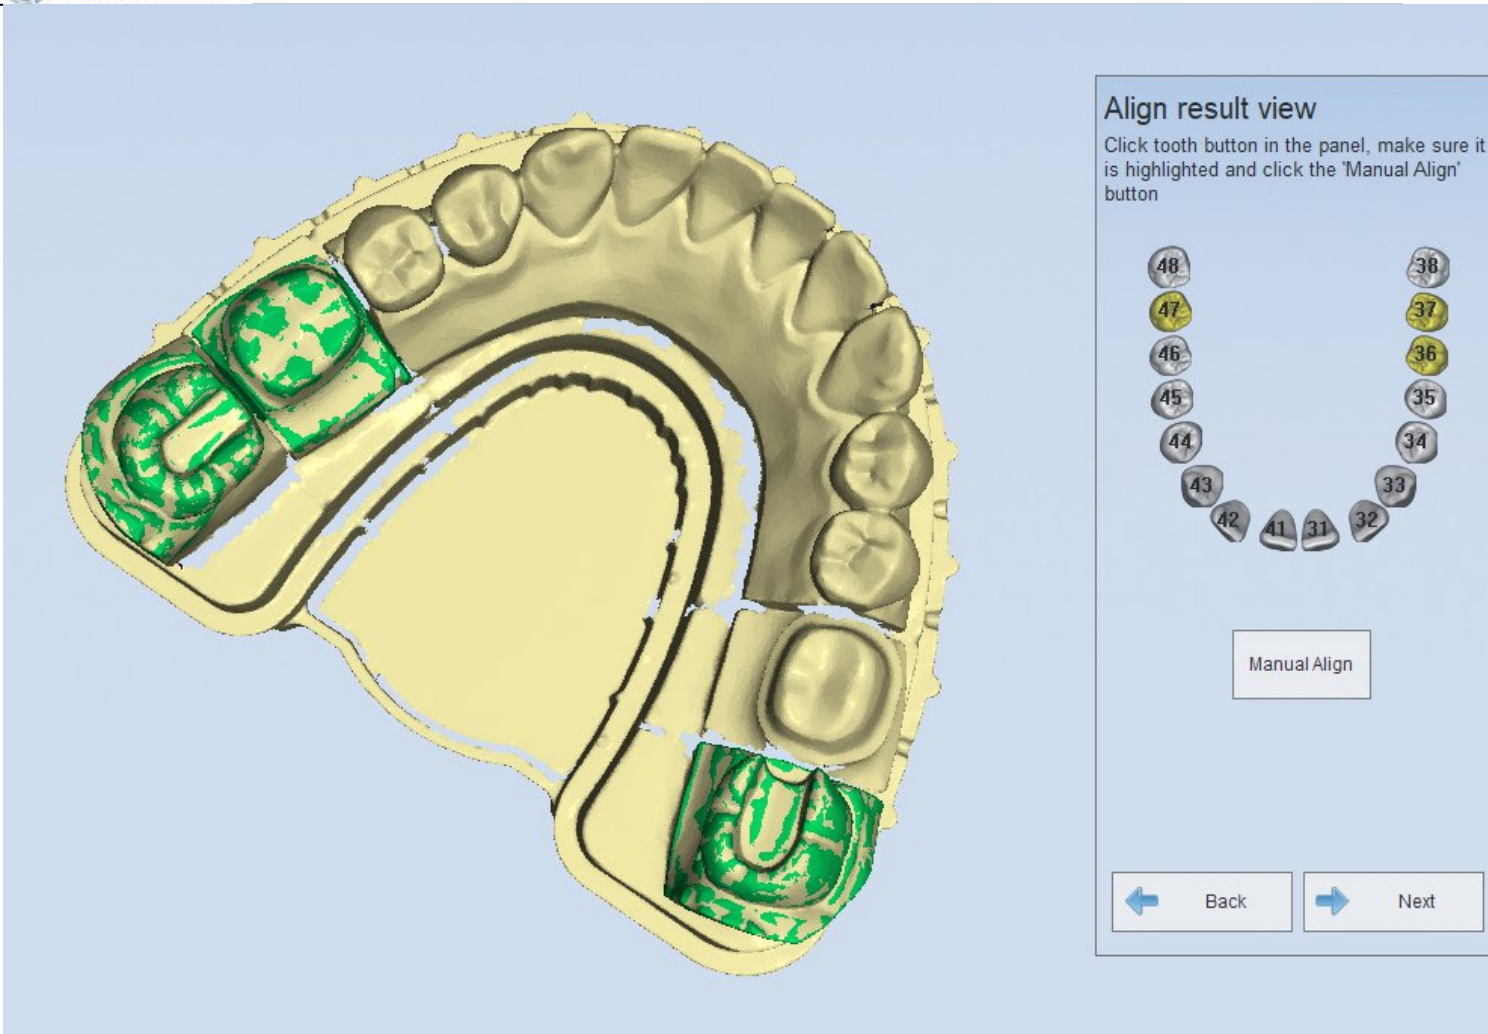 Align result view
Click tooth button in the panel, make sure it
is highlighted and click the 'Manual Align'
button
48 38
47 37
46 36
45 35
44 34
43 33
42 41 31 32
Manual Align
Back Next